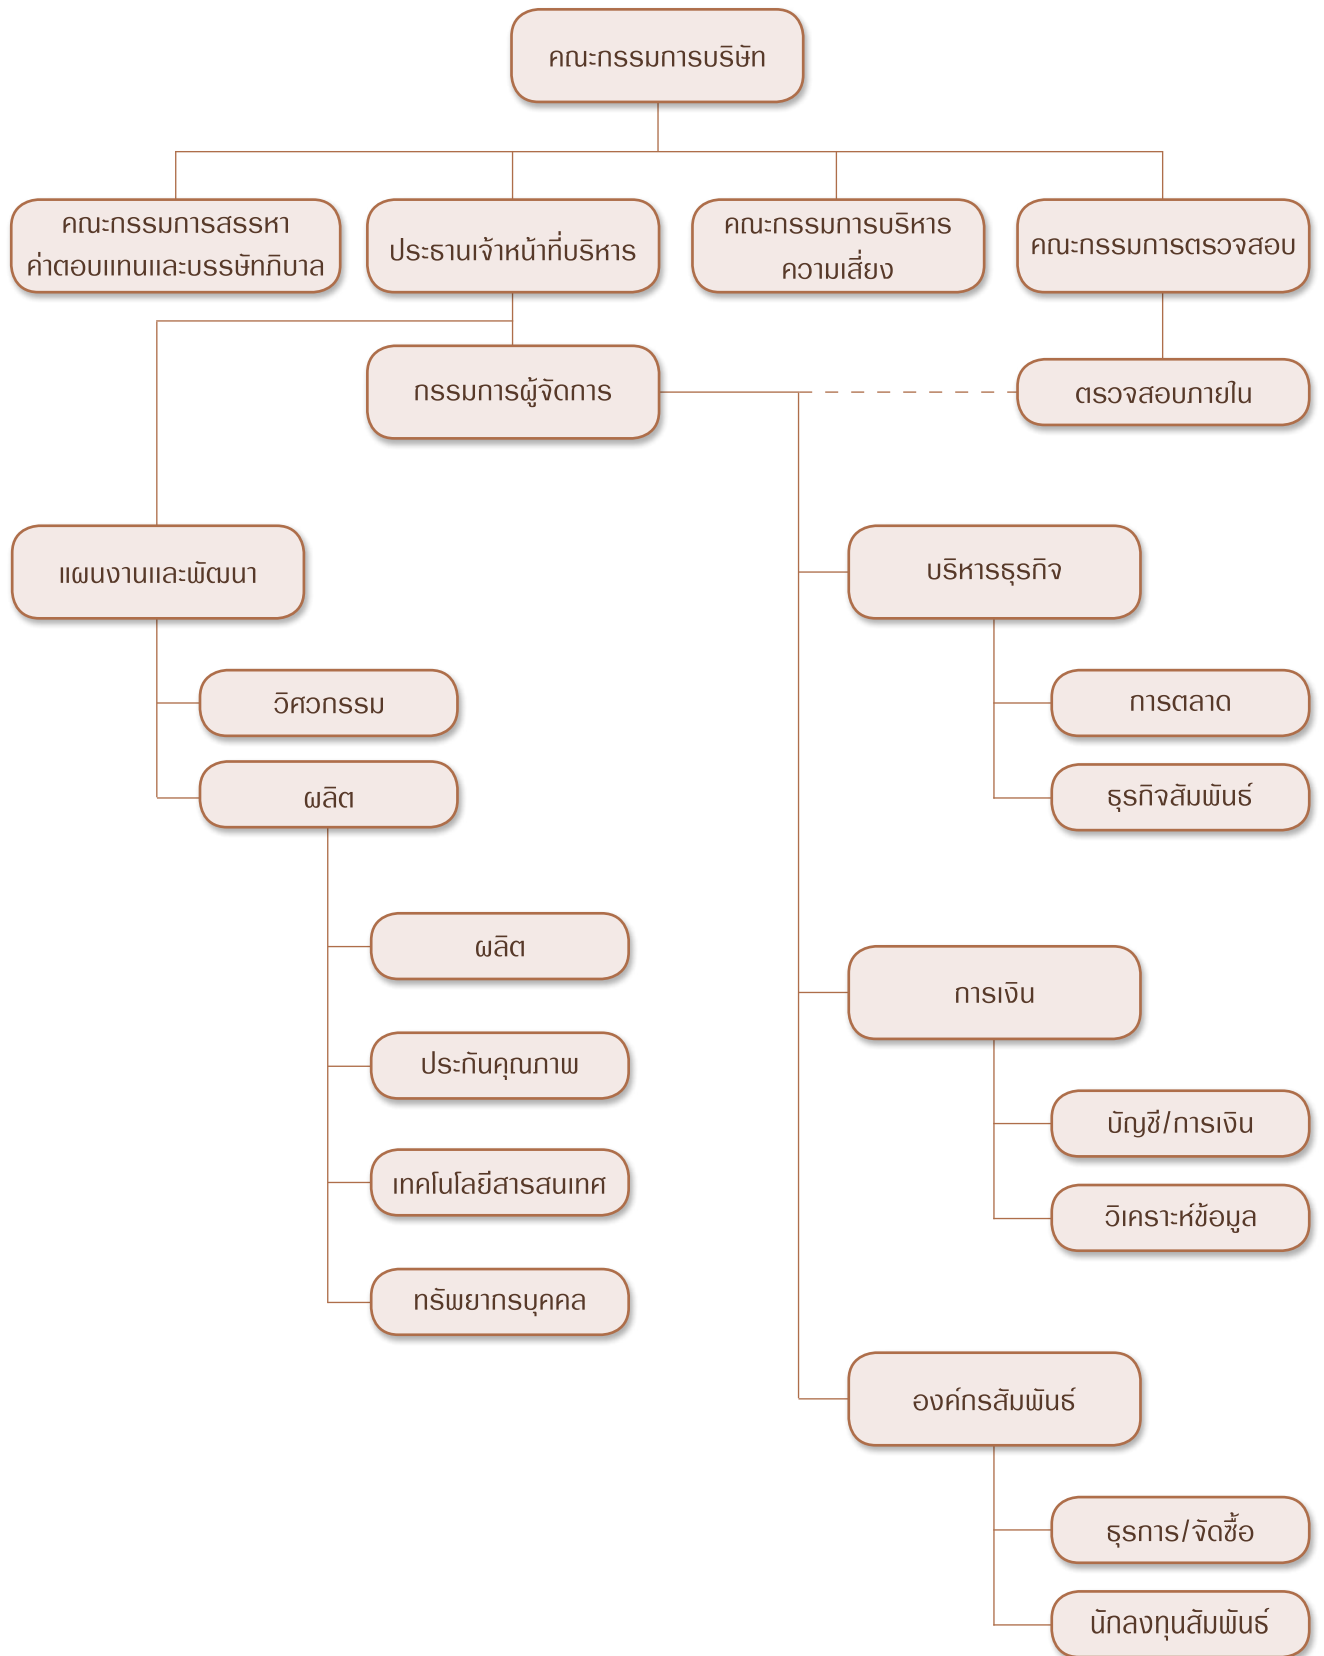 คณะกรรมการบริษัท
คณะกรรมการสรรหา
ค่าตอบแทนและบรรษัทภิบาล
ประธานเจ้าหน้าที่บริหาร
คณะกรรมการบริหาร
ความเสี่ยง
คณะกรรมการตรวจสอบ
กรรมการผู้จัดการ
ตรวจสอบภายใน
แผนงานและพัฒนา
บริหารธุรกิจ
วิศวกรรม
การตลาด
ผลิต
ธุรกิจสัมพันธ์
ผลิต
การเงิน
ประกันคุณภาพ
บัญชี/การเงิน
เทคโนโลยีสารสนเทศ
วิเคราะห์ข้อมูล
ทรัพยากรบุคคล
องค์กรสัมพันธ์
ธุรการ/จัดซื้อ
นักลงทุนสัมพันธ์